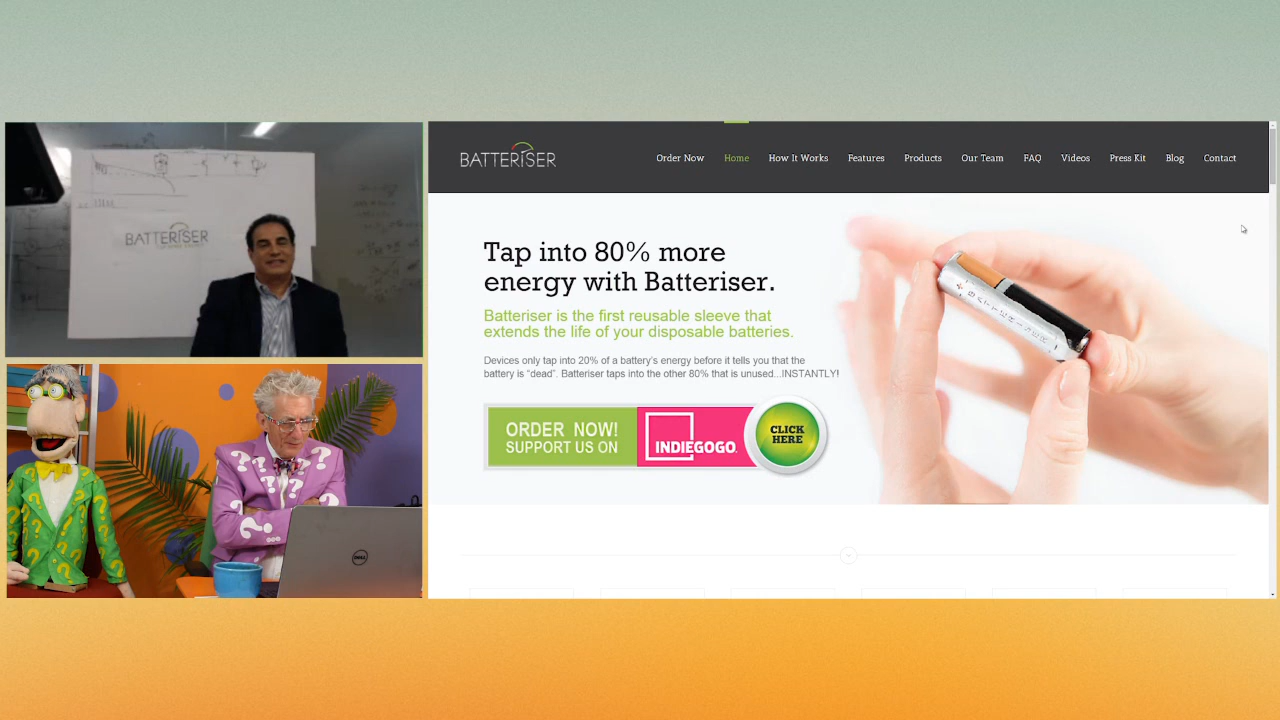 BATTERISER
BATTERISER
Order Now Home How It Works Features Products Our Team FAQ Videos Press Kit Blog Contact
Tap into 80% more
energy with Batteriser.
Batteriser is the first reusable sleeve that
extends the life of your disposable batteries.
Devices only tap into 20% of a battery's energy before it tells you that the
battery is "dead". Batteriser taps into the other 80% that is unused...INSTANTLY!
ORDER NOW!
SUPPORT US ON
INDIEGOGO.
CLICK
HERE
BATTERISER
DELL